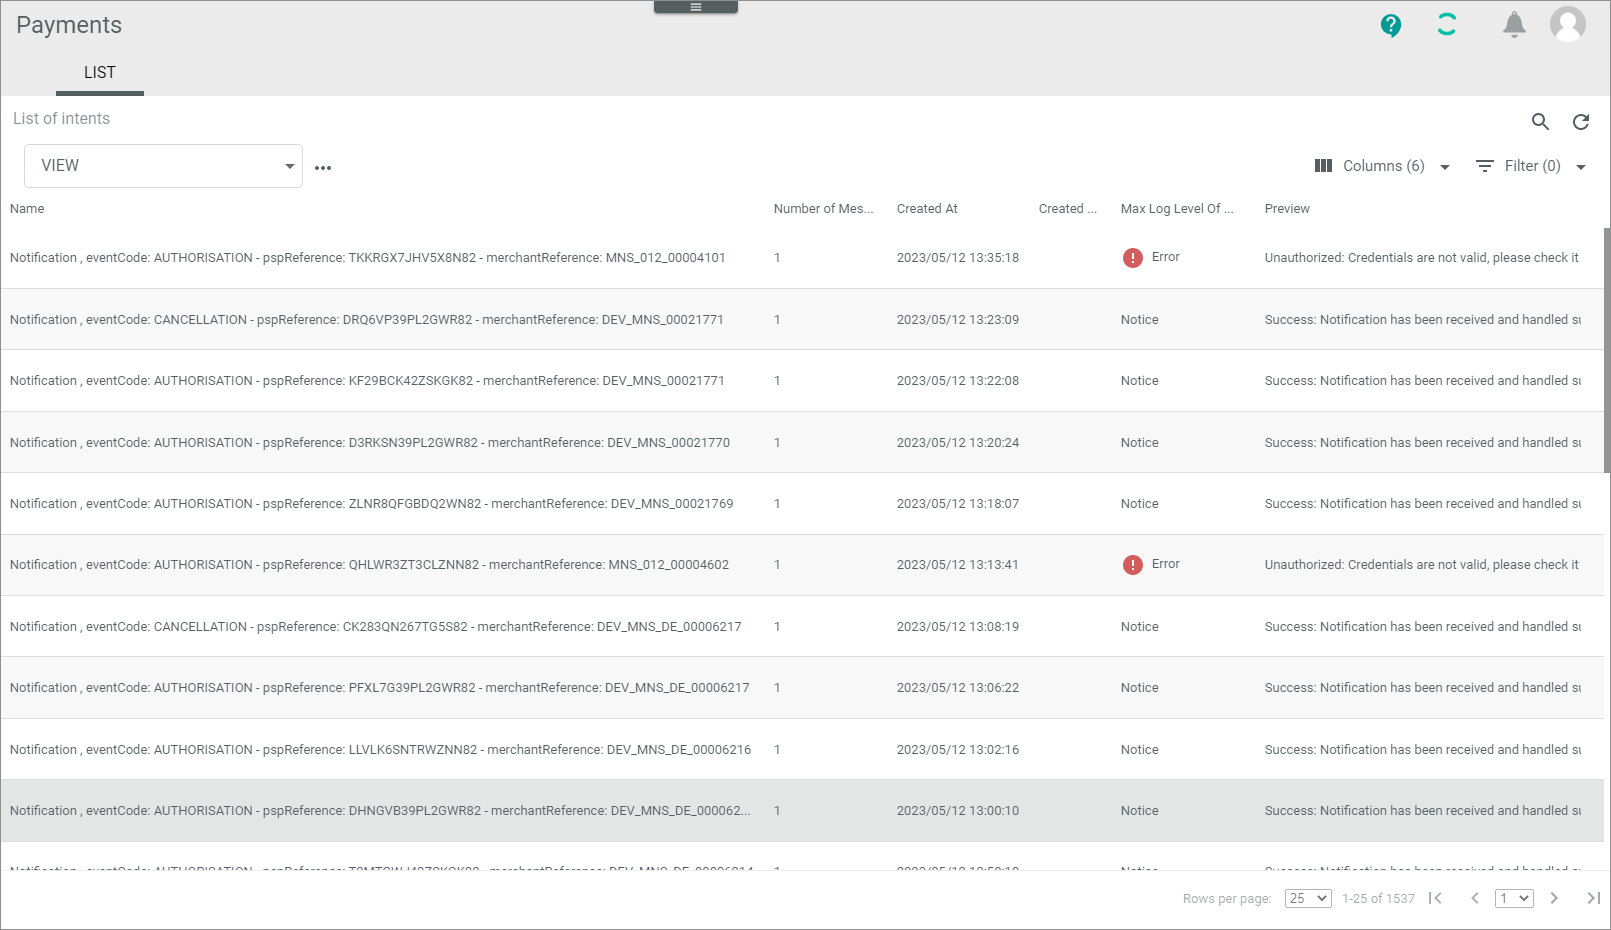 Payments
LIST
List of intents
VIEW
Columns (6) Filter (0)
Name Number of Mes... Created At Created ... Max Log Level Of ... Preview
Notification , eventCode: AUTHORISATION - pspReference: TKKRGX7JHV5X8N82 - merchantReference: MNS_012_00004101 1 2023/05/12 13:35:18 Error Unauthorized: Credentials are not valid, please check it
Notification , eventCode: CANCELLATION - pspReference: DRQ6VP39PL2GWR82 - merchantReference: DEV_MNS_00021771 1 2023/05/12 13:23:09 Notice Success: Notification has been received and handled
Notification , eventCode: AUTHORISATION - pspReference: KF29BCK42ZSKGK82 - merchantReference: DEV_MNS_00021771 1 2023/05/12 13:22:08 Notice Success: Notification has been received and handled
Notification , eventCode: AUTHORISATION - pspReference: D3RKSN39PL2GWR82 - merchantReference: DEV_MNS_00021770 1 2023/05/12 13:20:24 Notice Success: Notification has been received and handled
Notification , eventCode: AUTHORISATION - pspReference: ZLNR8QFGBDQ2WN82 - merchantReference: DEV_MNS_00021769 1 2023/05/12 13:18:07 Notice Success: Notification has been received and handled
Notification , eventCode: AUTHORISATION - pspReference: QHLWR3ZT3CLZNN82 - merchantReference: MNS_012_00004602 1 2023/05/12 13:13:41 Error Unauthorized: Credentials are not valid, please check it
Notification , eventCode: CANCELLATION - pspReference: CK283QN267TG5S82 - merchantReference: DEV_MNS_DE_00006217 1 2023/05/12 13:08:19 Notice Success: Notification has been received and handled
Notification , eventCode: AUTHORISATION - pspReference: PFXL7G39PL2GWR82 - merchantReference: DEV_MNS_DE_00006217 1 2023/05/12 13:06:22 Notice Success: Notification has been received and handled
Notification , eventCode: AUTHORISATION - pspReference: LLVLK6SNTRWZNN82 - merchantReference: DEV_MNS_DE_00006216 1 2023/05/12 13:02:16 Notice Success: Notification has been received and handled
Notification , eventCode: AUTHORISATION - pspReference: DHNGVB39PL2GWR82 - merchantReference: DEV_MNS_DE_000062... 1 2023/05/12 13:00:10 Notice Success: Notification has been received and handled
Rows per page: 25 1-25 of 1537 1